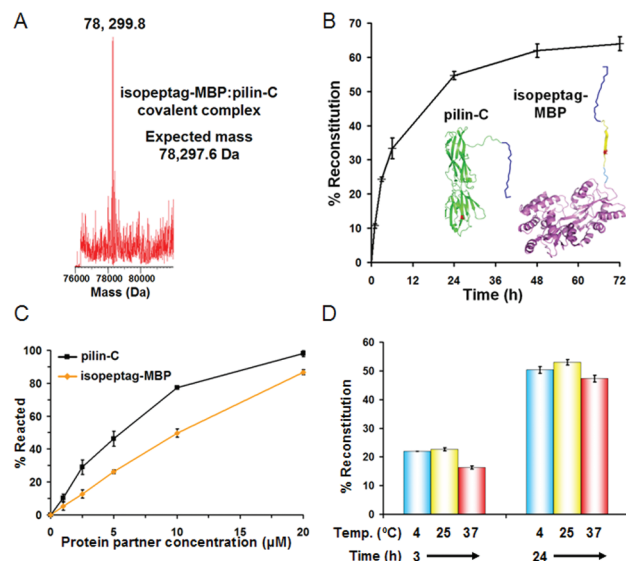 A
78, 299.8
isopeptag-MBP:pilin-C
covalent complex
Expected mass
78,297.6 Da
76000 78000 80000
Mass (Da)
B
% Reconstitution
80
70
60
50
40
30
20
10
0
pilin-C
isopeptag-
MBP
0 12 24 36 48 60 72
Time (h)
C
% Reacted
100
80
60
40
20
0
pilin-C
isopeptag-MBP
0 5 10 15 20
Protein partner concentration (µM)
D
% Reconstitution
60
50
40
30
20
10
0
Temp. (ºC) 4 25 37 4 25 37
Time (h) 3 24